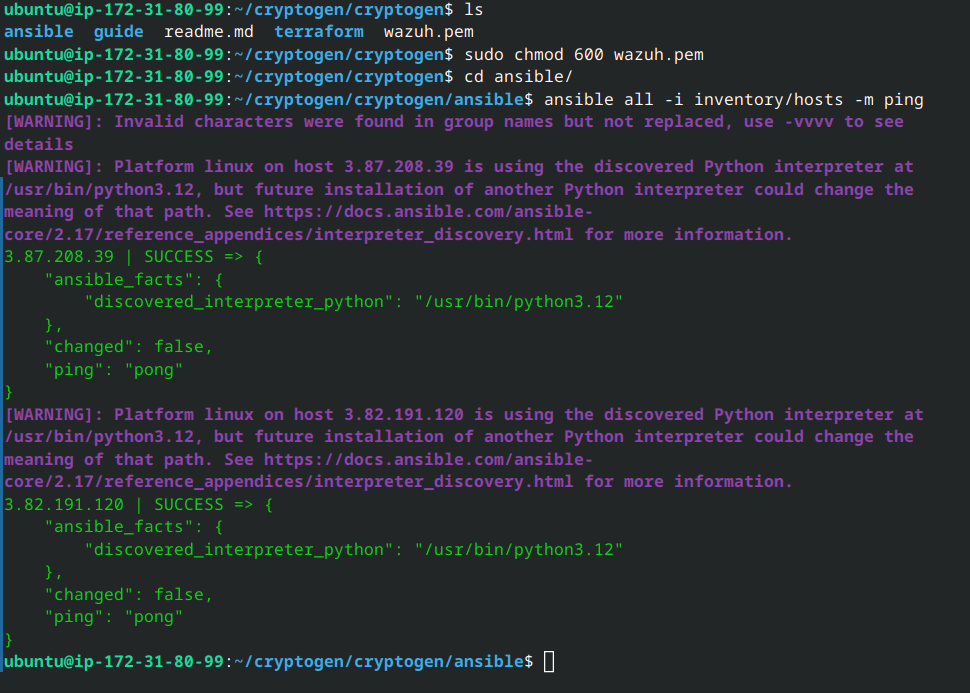 ubuntu@ip-172-31-80-99:~/cryptogen/cryptogen$ ls
ansible  guide  readme.md  terraform  wazuh.pem
ubuntu@ip-172-31-80-99:~/cryptogen/cryptogen$ sudo chmod 600 wazuh.pem
ubuntu@ip-172-31-80-99:~/cryptogen/cryptogen$ cd ansible/
ubuntu@ip-172-31-80-99:~/cryptogen/cryptogen/ansible$ ansible all -i inventory/hosts -m ping
[WARNING]: Invalid characters were found in group names but not replaced, use -vvvv to see
details
[WARNING]: Platform linux on host 3.87.208.39 is using the discovered Python interpreter at
/usr/bin/python3.12, but future installation of another Python interpreter could change the
meaning of that path. See https://docs.ansible.com/ansible-
core/2.17/reference_appendices/interpreter_discovery.html for more information.
3.87.208.39 | SUCCESS => {
    "ansible_facts": {
        "discovered_interpreter_python": "/usr/bin/python3.12"
    },
    "changed": false,
    "ping": "pong"
}
[WARNING]: Platform linux on host 3.82.191.120 is using the discovered Python interpreter at
/usr/bin/python3.12, but future installation of another Python interpreter could change the
meaning of that path. See https://docs.ansible.com/ansible-
core/2.17/reference_appendices/interpreter_discovery.html for more information.
3.82.191.120 | SUCCESS => {
    "ansible_facts": {
        "discovered_interpreter_python": "/usr/bin/python3.12"
    },
    "changed": false,
    "ping": "pong"
}
ubuntu@ip-172-31-80-99:~/cryptogen/cryptogen/ansible$